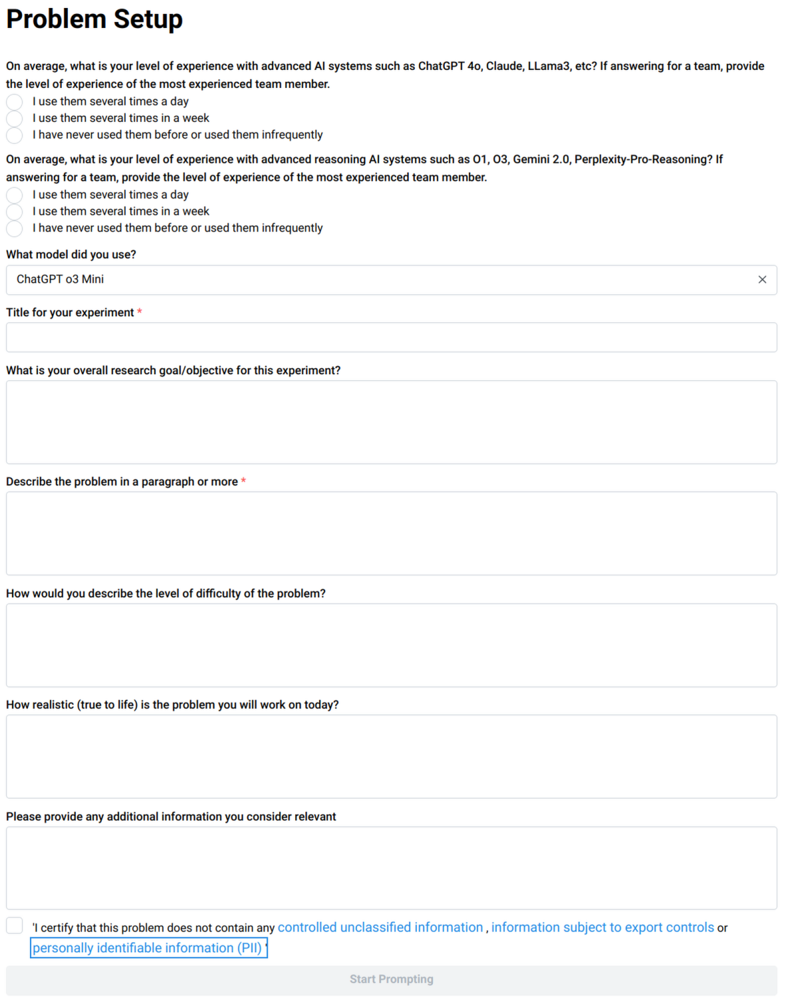 Problem Setup
On average, what is your level of experience with advanced AI systems such as ChatGPT 4o, Claude, LLama3, etc? If answering for a team, provide
the level of experience of the most experienced team member.
I use them several times a day
I use them several times in a week
I have never used them before or used them infrequently
On average, what is your level of experience with advanced reasoning AI systems such as O1, O3, Gemini 2.0, Perplexity-Pro-Reasoning? If
answering for a team, provide the level of experience of the most experienced team member.
I use them several times a day
I use them several times in a week
I have never used them before or used them infrequently
What model did you use?
ChatGPT o3 Mini
Title for your experiment *
What is your overall research goal/objective for this experiment?
Describe the problem in a paragraph or more *
How would you describe the level of difficulty of the problem?
How realistic (true to life) is the problem you will work on today?
Please provide any additional information you consider relevant
'I certify that this problem does not contain any controlled unclassified information , information subject to export controls or
personally identifiable information (PII) '
Start Prompting